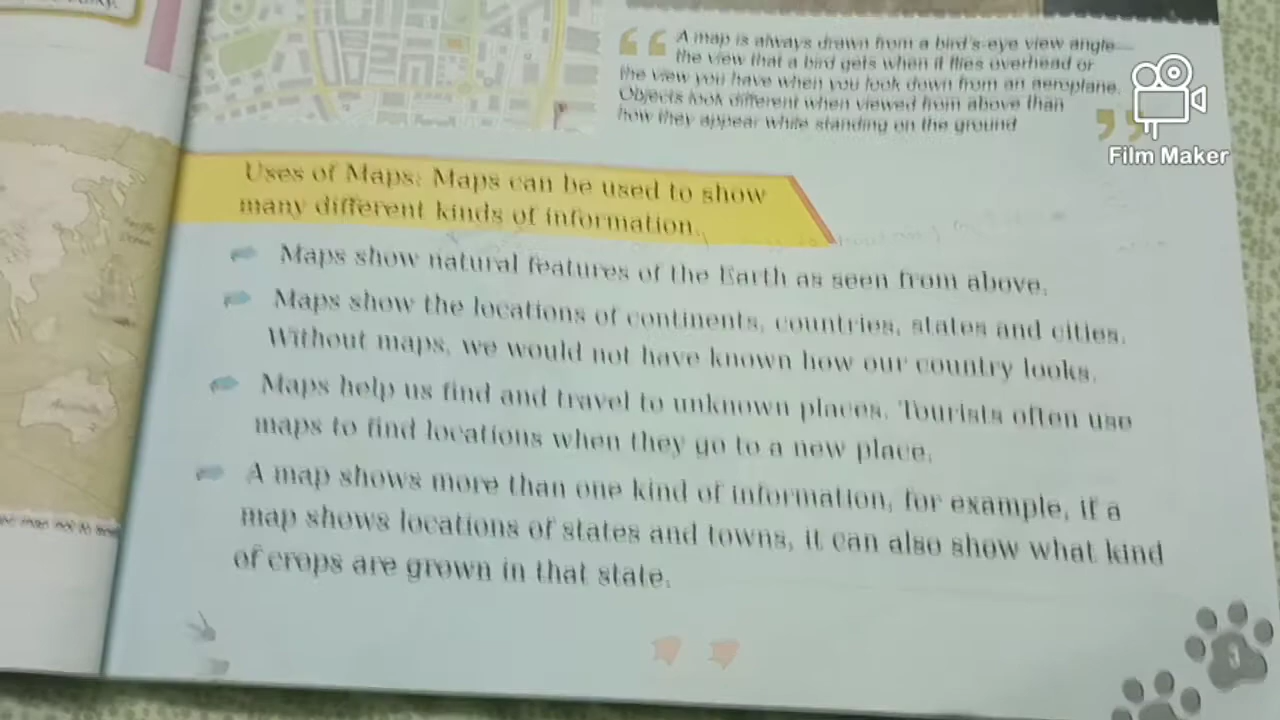 A map is always drawn from a bird's-eye view angle—
the view that a bird gets when it flies overhead or
the view you have when you look down from an aeroplane.
Objects look different when viewed from above than
how they appear while standing on the ground
Film Maker
Uses of Maps: Maps can be used to show
many different kinds of information.
Maps show natural features of the Earth as seen from above.
Maps show the locations of continents, countries, states and cities.
Without maps, we would not have known how our country looks.
Maps help us find and travel to unknown places. Tourists often use
maps to find locations when they go to a new place.
A map shows more than one kind of information, for example, if a
map shows locations of states and towns, it can also show what kind
of crops are grown in that state.
Pacific
Ocean
Australia